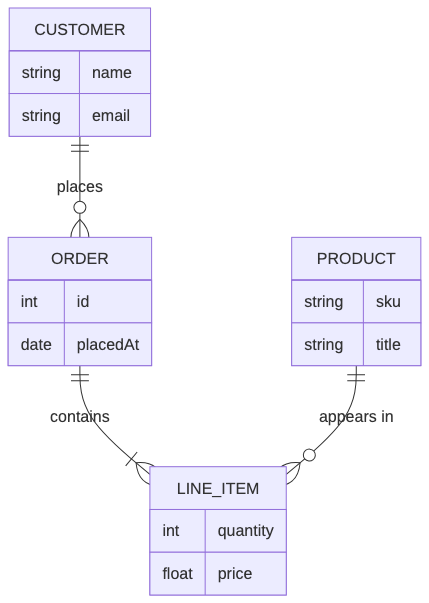 CUSTOMER
string name
string email
places
ORDER
int id
date placedAt
PRODUCT
string sku
string title
contains
appears in
LINE_ITEM
int quantity
float price